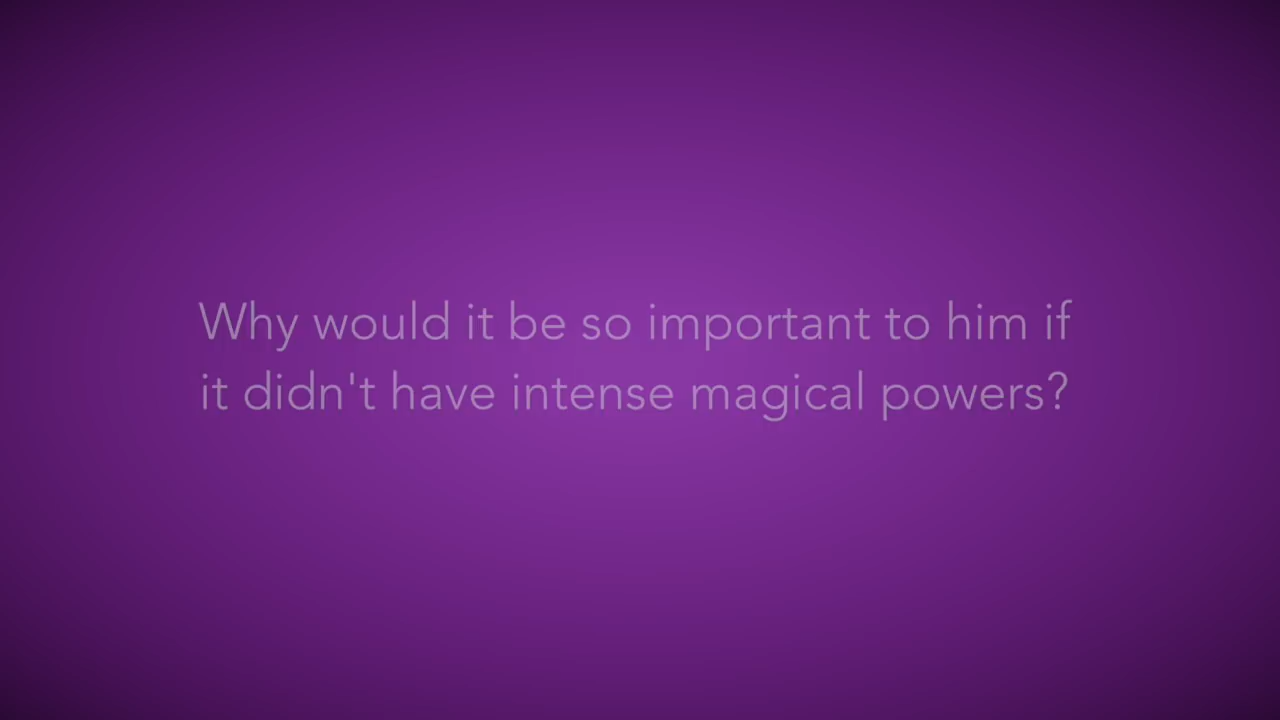 Why would it be so important to him if
it didn't have intense magical powers?